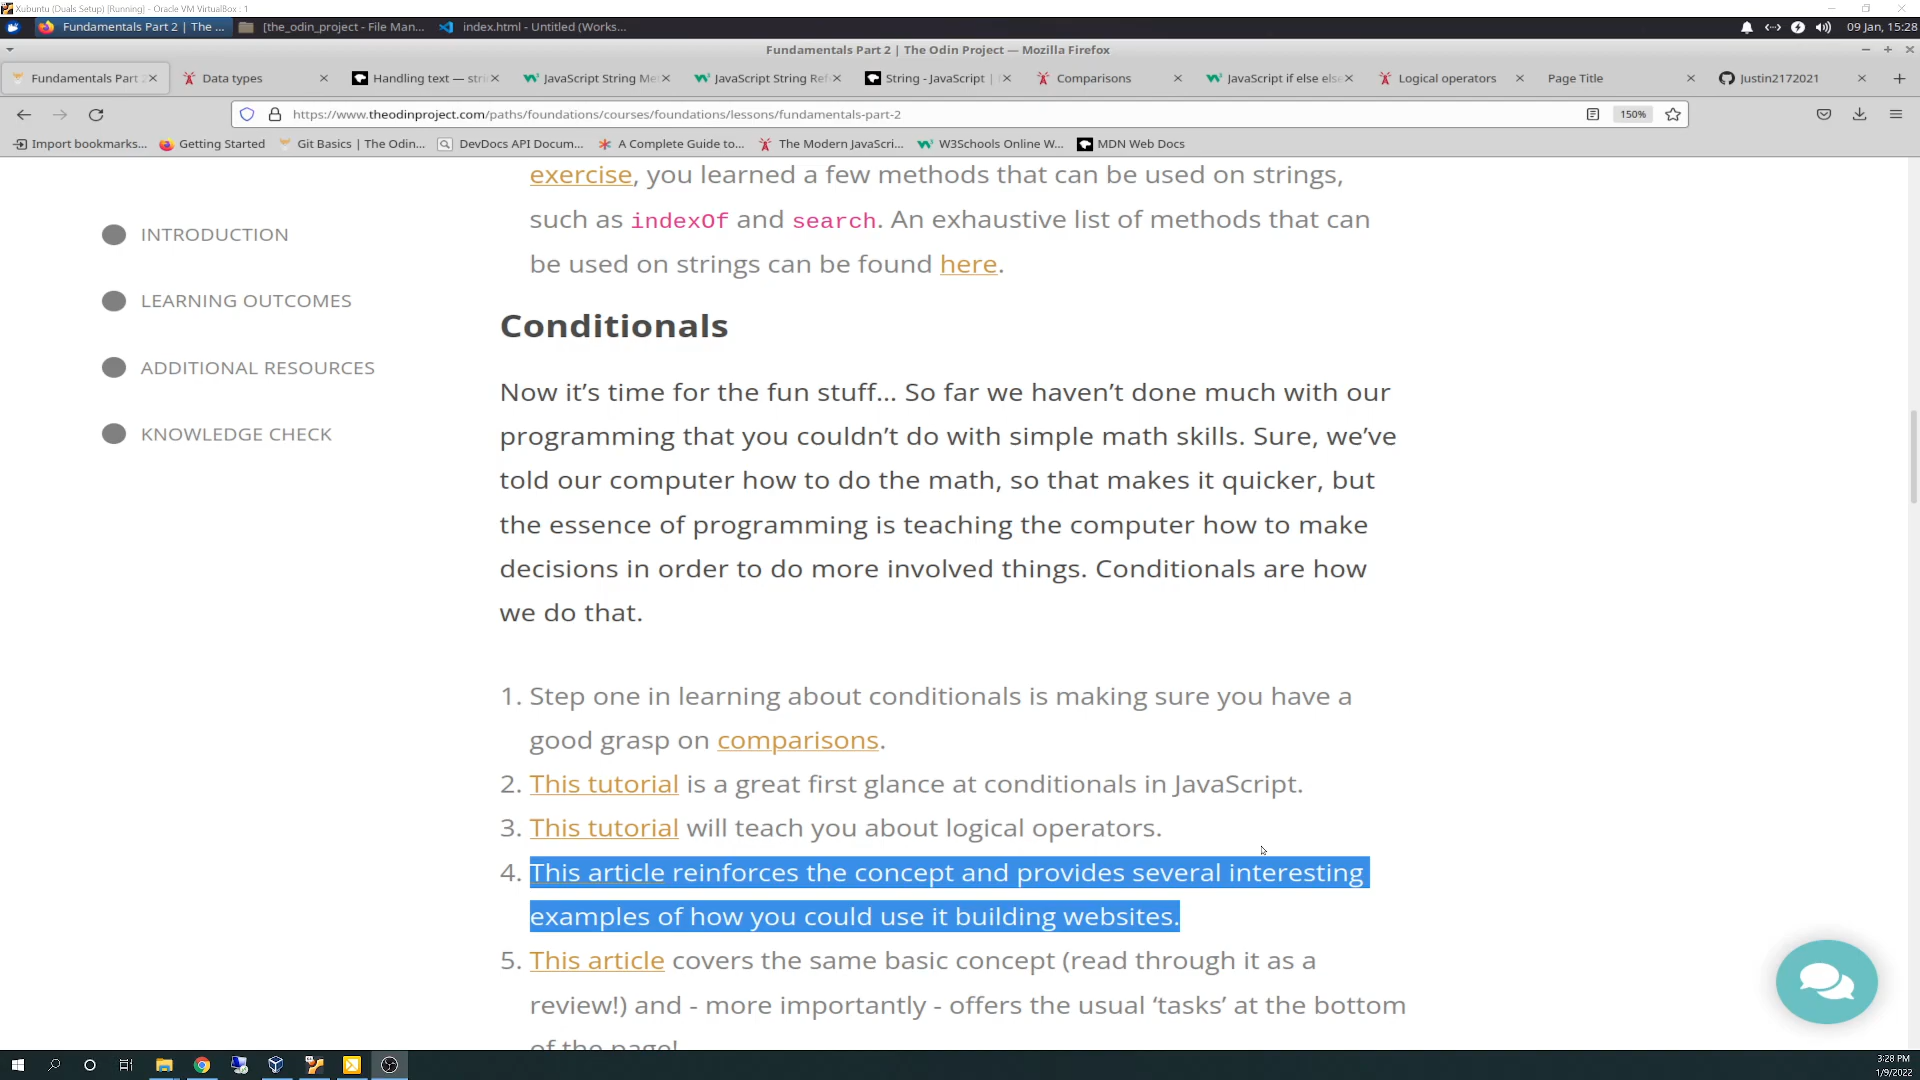 Xubuntu (Duals Setup) [Running] - Oracle VM VirtualBox : 1
Fundamentals Part 2 | The ...
[the_odin_project - File Man...
index.html - Untitled (Works...
09 Jan, 15:28
Fundamentals Part 2 | The Odin Project — Mozilla Firefox
Fundamentals Part
Data types
Handling text — stri
JavaScript String Me
JavaScript String Ref
String - JavaScript |
Comparisons
JavaScript if else else
Logical operators
Page Title
Justin2172021
https://www.theodinproject.com/paths/foundations/courses/foundations/lessons/fundamentals-part-2
150%
Import bookmarks...
Getting Started
Git Basics | The Odin...
DevDocs API Docum...
A Complete Guide to...
The Modern JavaScri...
W3Schools Online W...
MDN Web Docs
INTRODUCTION
LEARNING OUTCOMES
ADDITIONAL RESOURCES
KNOWLEDGE CHECK
exercise, you learned a few methods that can be used on strings,
such as indexOf and search. An exhaustive list of methods that can
be used on strings can be found here.
Conditionals
Now it’s time for the fun stuff... So far we haven’t done much with our
programming that you couldn’t do with simple math skills. Sure, we’ve
told our computer how to do the math, so that makes it quicker, but
the essence of programming is teaching the computer how to make
decisions in order to do more involved things. Conditionals are how
we do that.
1. Step one in learning about conditionals is making sure you have a
good grasp on comparisons.
2. This tutorial is a great first glance at conditionals in JavaScript.
3. This tutorial will teach you about logical operators.
4. This article reinforces the concept and provides several interesting
examples of how you could use it building websites.
5. This article covers the same basic concept (read through it as a
review!) and - more importantly - offers the usual ‘tasks’ at the bottom
of the page!
3:28 PM
1/9/2022